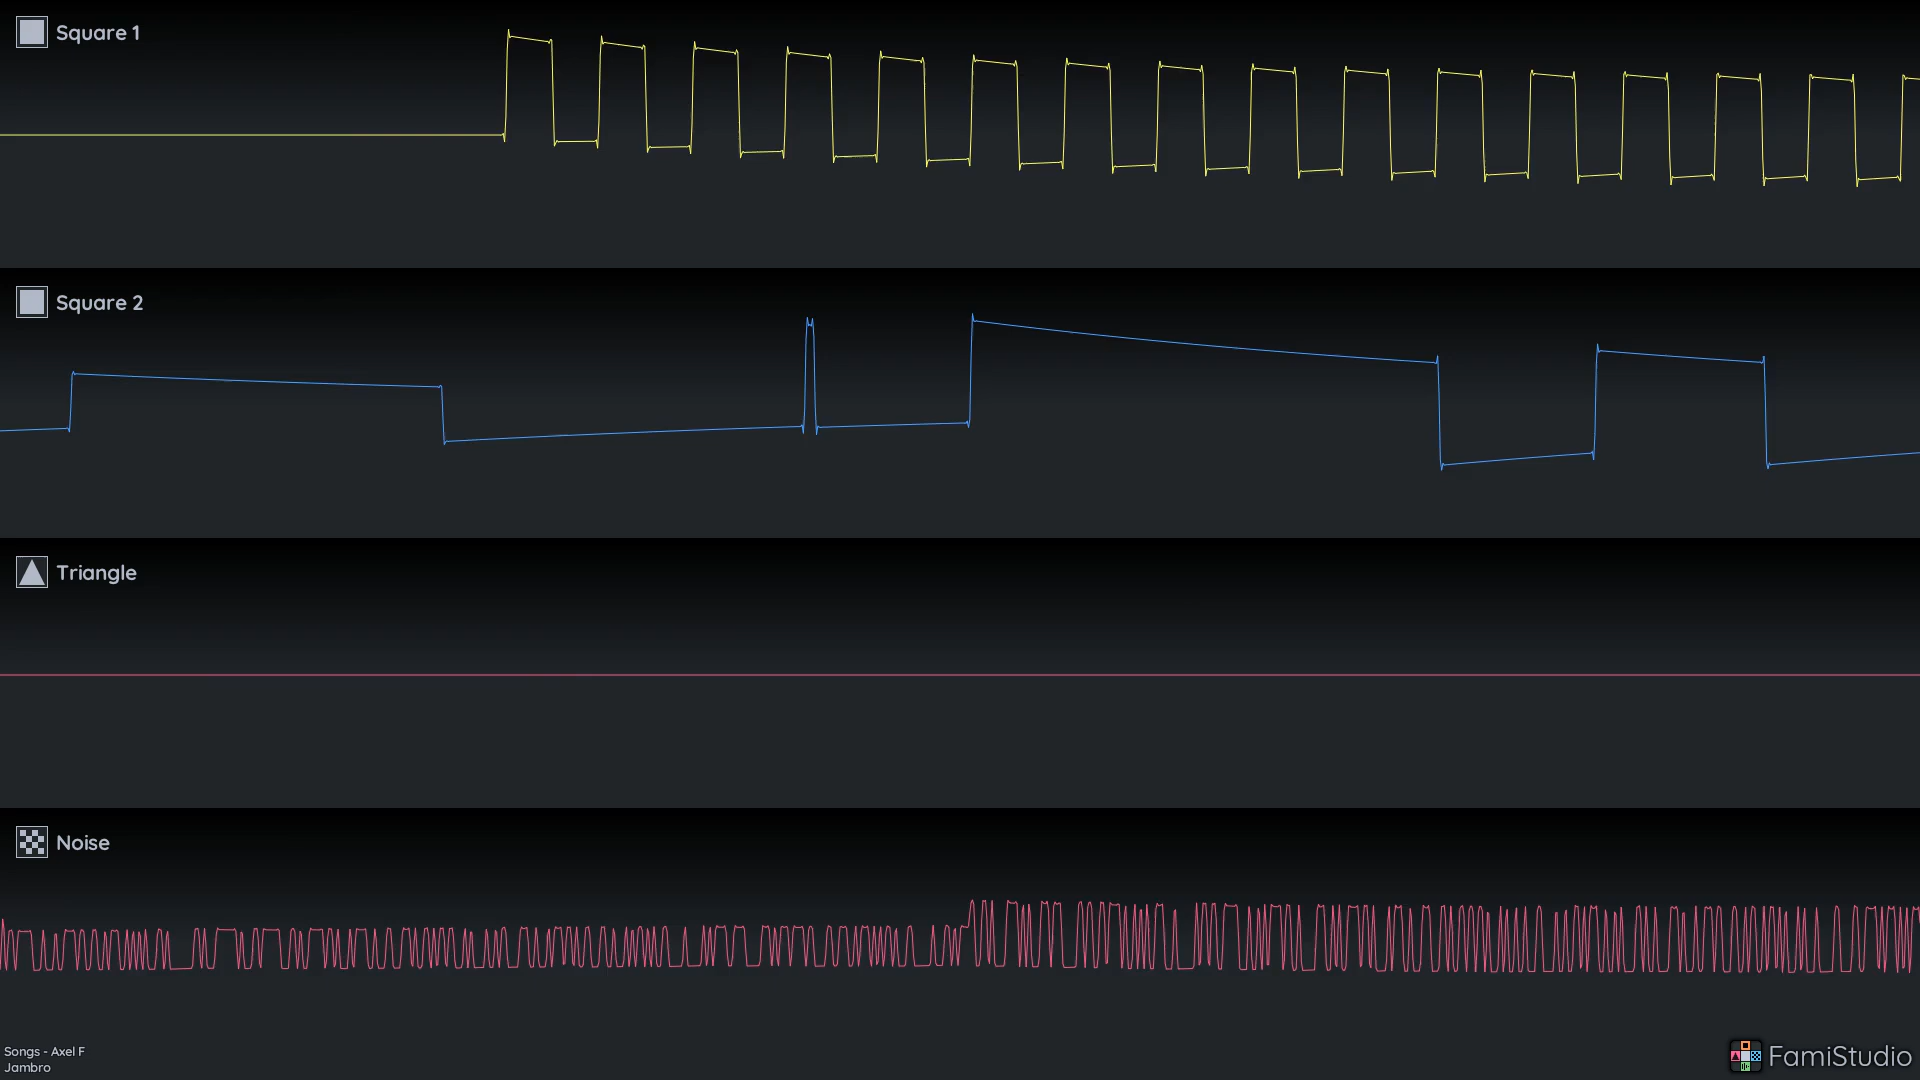 Square 1
Square 2
Triangle
Noise
Songs - Axel F
Jambro
FamiStudio